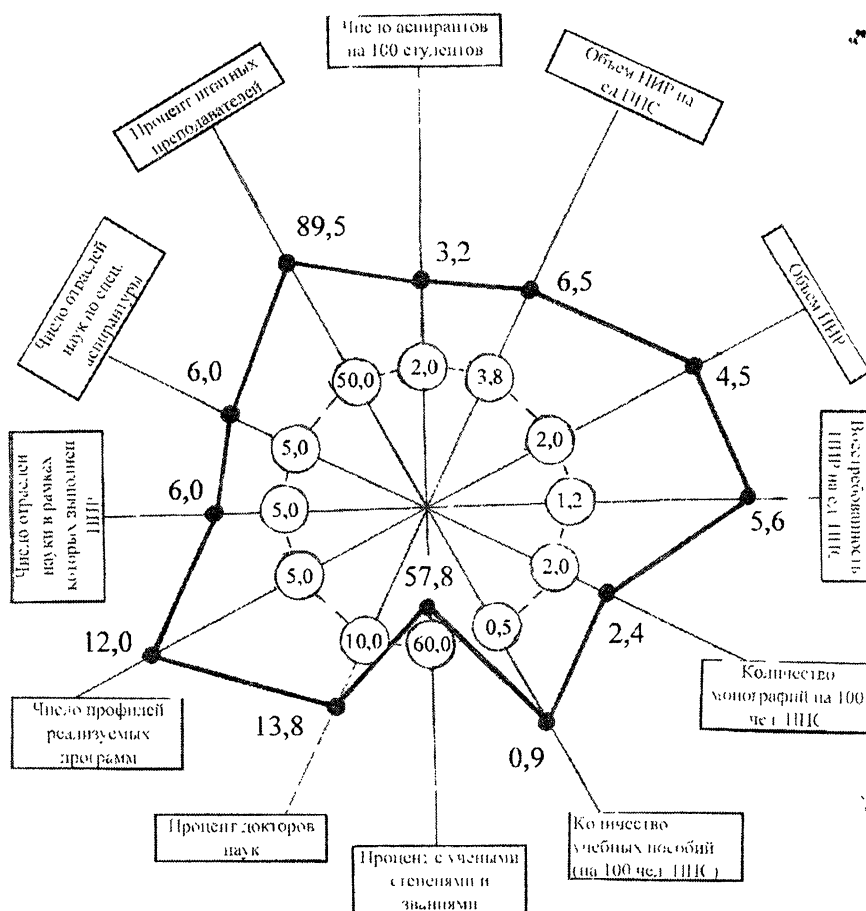 Число аспирантов
на 100 студентов
Объем НИР на
ед ППС
Процент штатных
преподавателей
89,5
3,2
6,5
Объем НИР
Число отраслей
наук по спец.
аспирантуры
6,0
50,0
2,0
3,8
4,5
5,0
2,0
Востребованность
НИР на ед. ППС
Число отраслей
науки в рамках
которых выполнен
НИР
6,0
5,0
1,2
5,6
5,0
2,0
57,8
2,4
12,0
10,0
60,0
0,5
Число профилей
реализуемых
программ
13,8
0,9
Количество
монографий на 100
чел ППС
Процент докторов
наук
Процент с учеными
степенями и
званиями
Количество
учебных пособий
(на 100 чел. ППС)